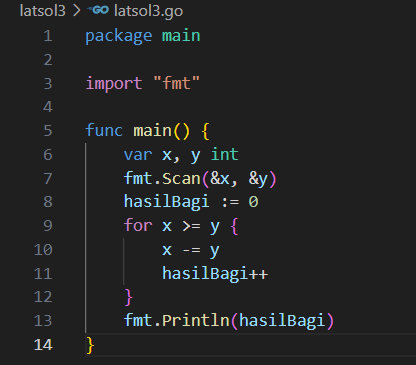 latsol3 > GO latsol3.go
1 package main
2
3 import "fmt"
4
5 func main() {
6     var x, y int
7     fmt.Scan(&x, &y)
8     hasilBagi := 0
9     for x >= y {
10         x -= y
11         hasilBagi++
12     }
13     fmt.Println(hasilBagi)
14 }